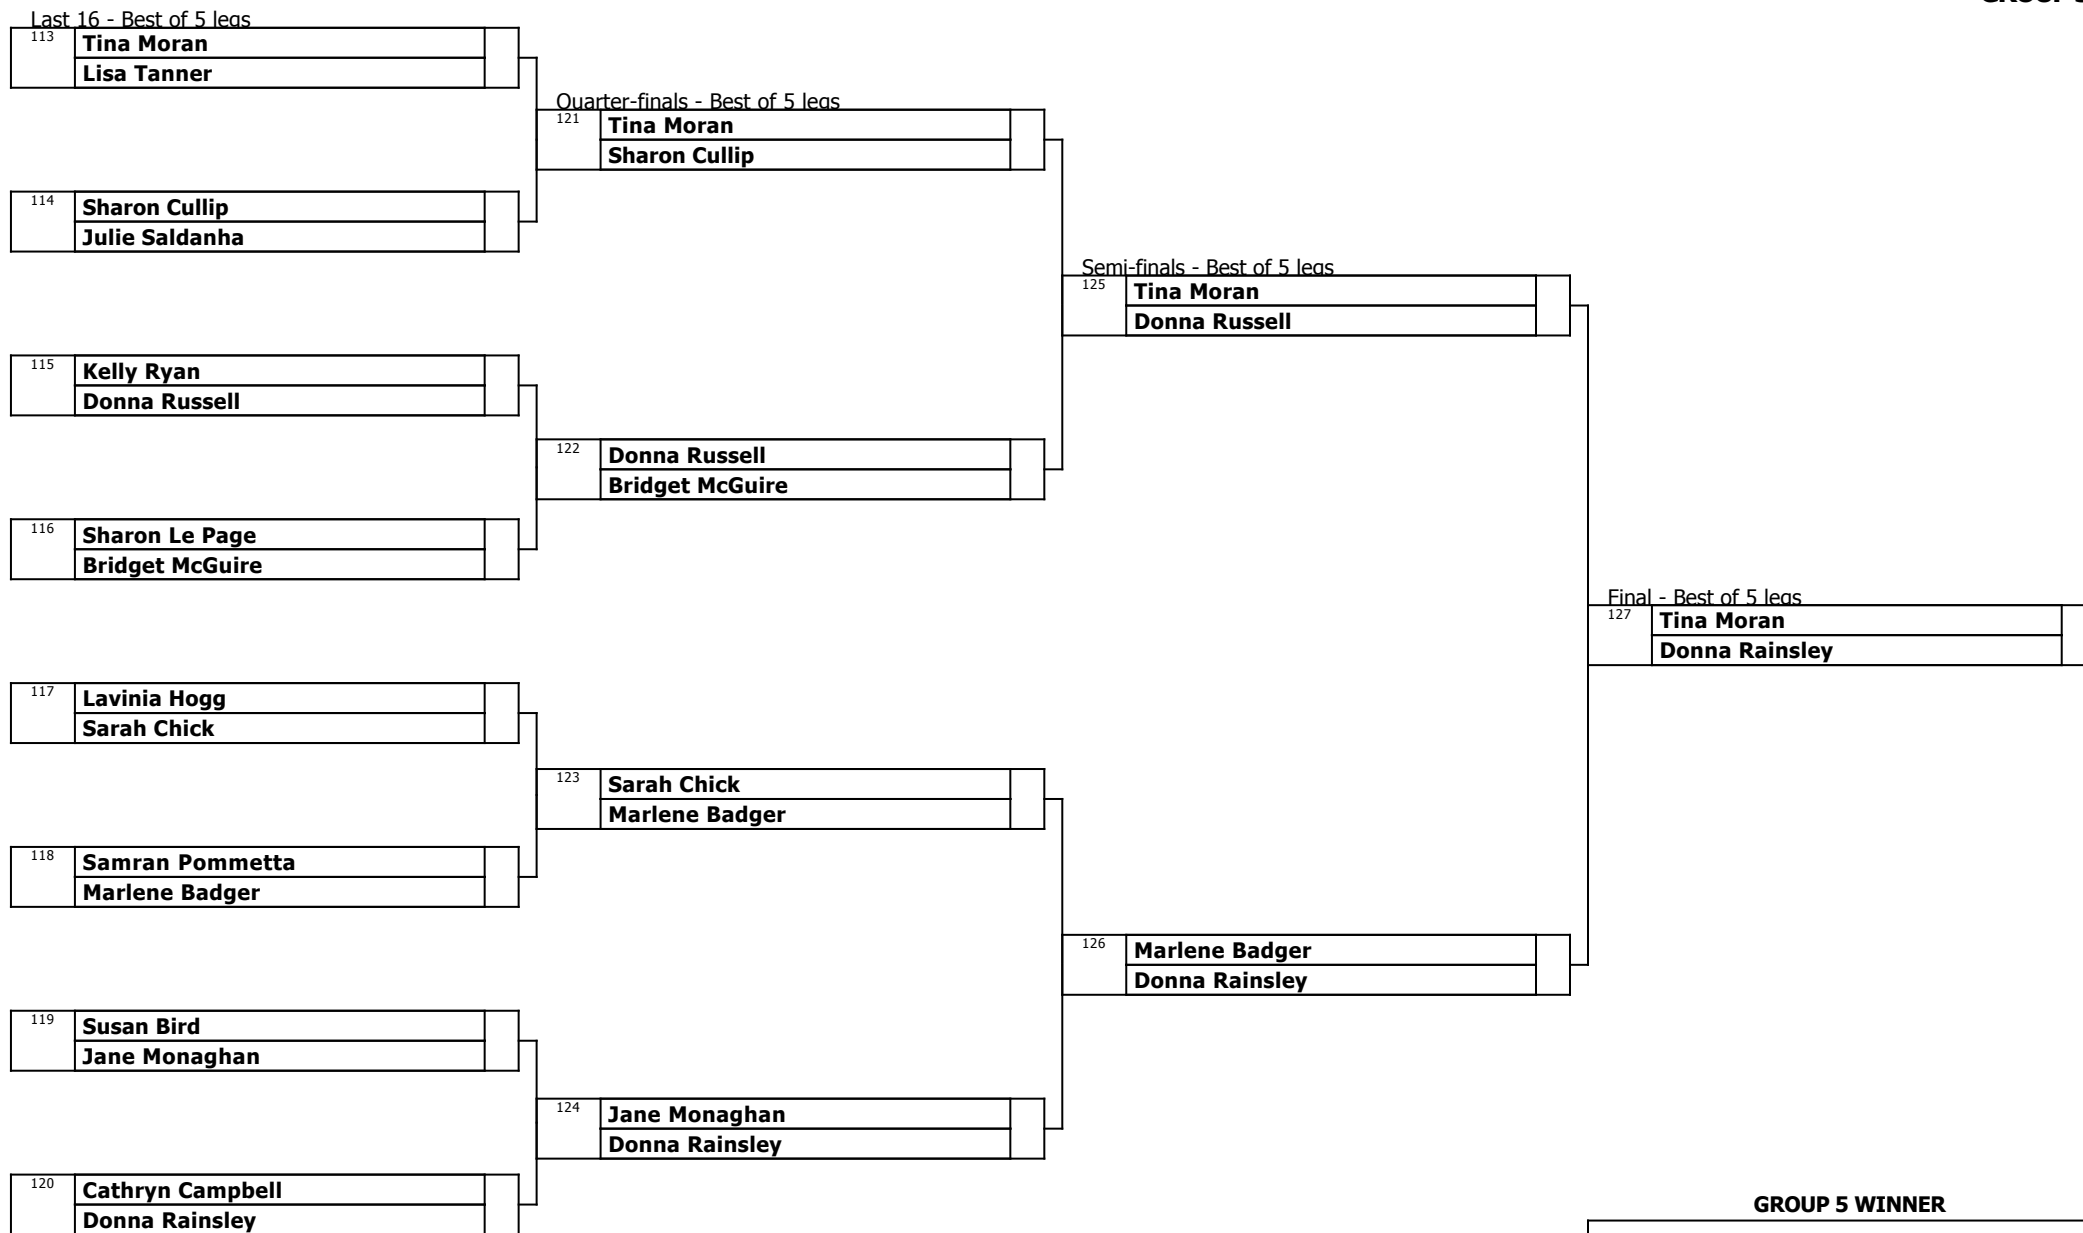 GROUP 5
Last 16 - Best of 5 legs
113
Tina Moran
Lisa Tanner
114
Sharon Cullip
Julie Saldanha
115
Kelly Ryan
Donna Russell
116
Sharon Le Page
Bridget McGuire
117
Lavinia Hogg
Sarah Chick
118
Samran Pommetta
Marlene Badger
119
Susan Bird
Jane Monaghan
120
Cathryn Campbell
Donna Rainsley
Quarter-finals - Best of 5 legs
121
Tina Moran
Sharon Cullip
122
Donna Russell
Bridget McGuire
123
Sarah Chick
Marlene Badger
124
Jane Monaghan
Donna Rainsley
Semi-finals - Best of 5 legs
125
Tina Moran
Donna Russell
126
Marlene Badger
Donna Rainsley
Final - Best of 5 legs
127
Tina Moran
Donna Rainsley
GROUP 5 WINNER